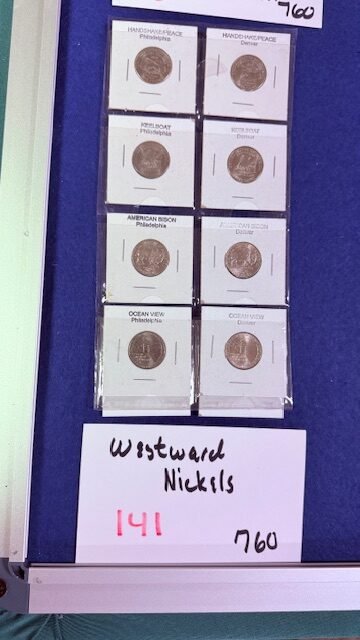 760
HANDSHAKE/PEACE
Philadelphia
HANDSHAKE/PEACE
Denver
KEELBOAT
Philadelphia
KEELBOAT
Denver
AMERICAN BISON
Philadelphia
AMERICAN BISON
Denver
OCEAN VIEW
Philadelphia
OCEAN VIEW
Denver
Westward
Nickels
141
760